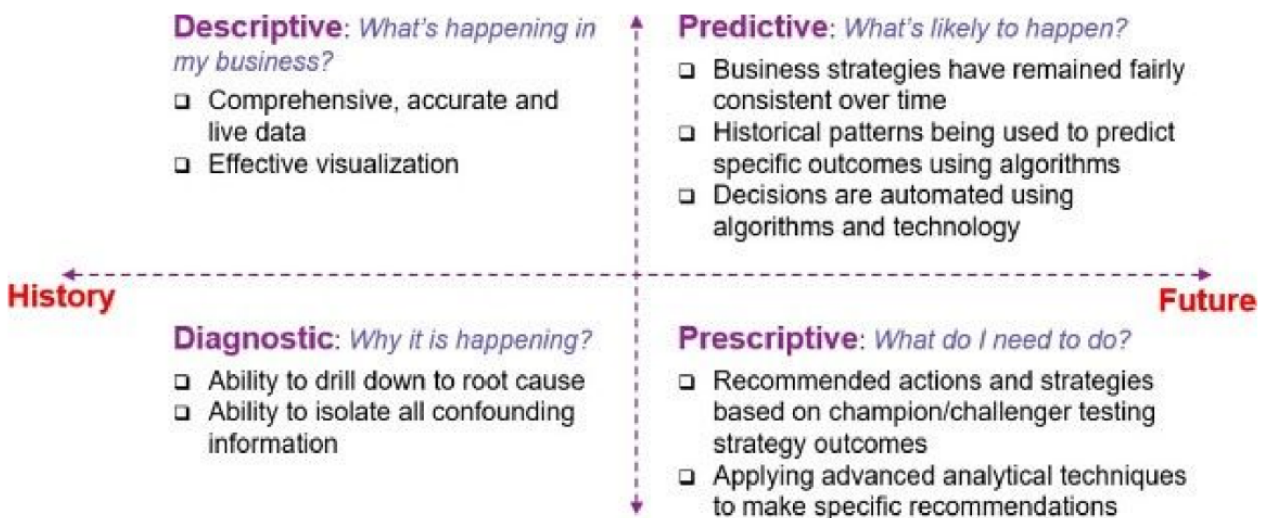 Descriptive: What's happening in
my business?
❑ Comprehensive, accurate and
live data
❑ Effective visualization
Predictive: What's likely to happen?
❑ Business strategies have remained fairly
consistent over time
❑ Historical patterns being used to predict
specific outcomes using algorithms
❑ Decisions are automated using
algorithms and technology
History
Future
Diagnostic: Why it is happening?
❑ Ability to drill down to root cause
❑ Ability to isolate all confounding
information
Prescriptive: What do I need to do?
❑ Recommended actions and strategies
based on champion/challenger testing
strategy outcomes
❑ Applying advanced analytical techniques
to make specific recommendations